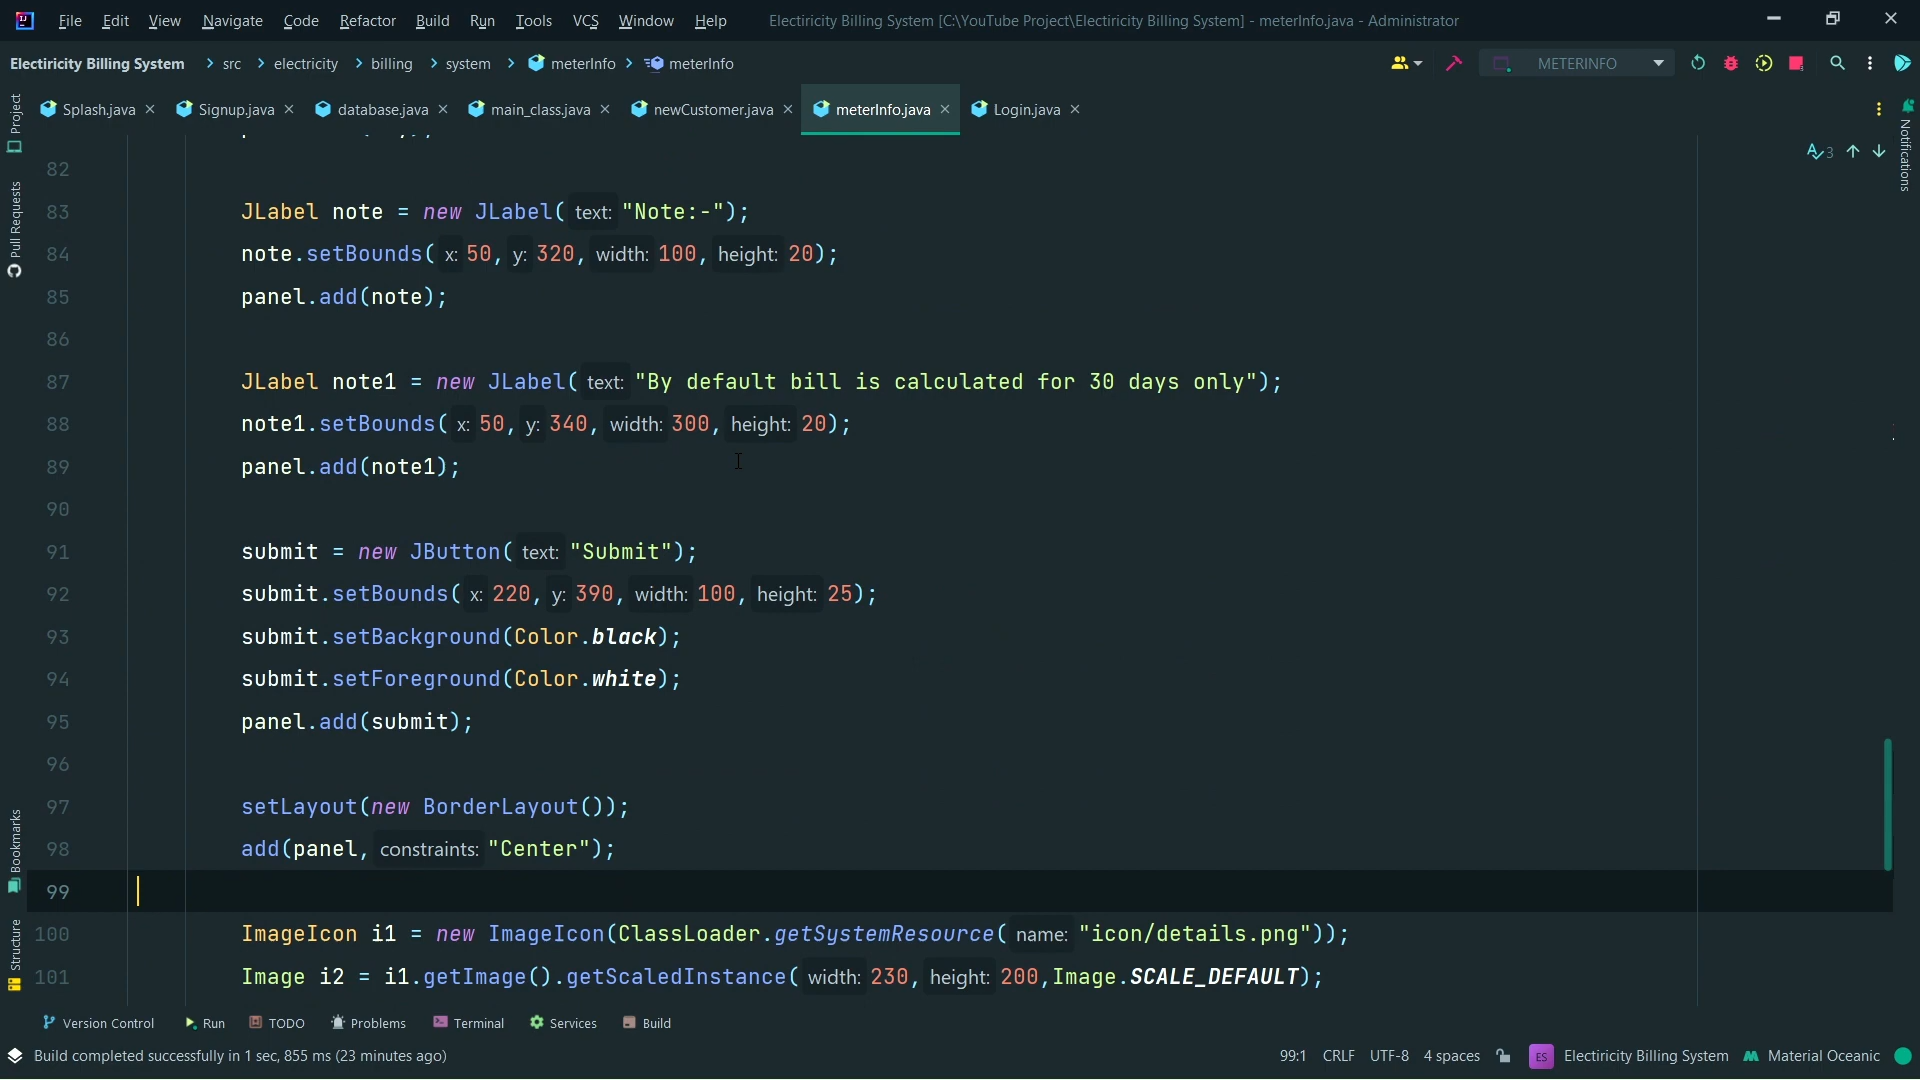 File Edit View Navigate Code Refactor Build Run Tools VCS Window Help Electiricity Billing System [C:\YouTube Project\Electiricity Billing System] - meterInfo.java - Administrator
Electiricity Billing System src electricity billing system meterInfo meterInfo METERINFO
Splash.java Signup.java database.java main_class.java newCustomer.java meterInfo.java Login.java
Project
Pull Requests
Bookmarks
Structure
Notifications
3
82
83 JLabel note = new JLabel( text: "Note:-");
84 note.setBounds( x: 50, y: 320, width: 100, height: 20);
85 panel.add(note);
86
87 JLabel note1 = new JLabel( text: "By default bill is calculated for 30 days only");
88 note1.setBounds( x: 50, y: 340, width: 300, height: 20);
89 panel.add(note1);
90
91 submit = new JButton( text: "Submit");
92 submit.setBounds( x: 220, y: 390, width: 100, height: 25);
93 submit.setBackground(Color.black);
94 submit.setForeground(Color.white);
95 panel.add(submit);
96
97 setLayout(new BorderLayout());
98 add(panel, constraints: "Center");
99
100 ImageIcon i1 = new ImageIcon(ClassLoader.getSystemResource( name: "icon/details.png"));
101 Image i2 = i1.getImage().getScaledInstance( width: 230, height: 200,Image.SCALE_DEFAULT);
Version Control Run TODO Problems Terminal Services Build
Build completed successfully in 1 sec, 855 ms (23 minutes ago) 99:1 CRLF UTF-8 4 spaces ES Electiricity Billing System Material Oceanic